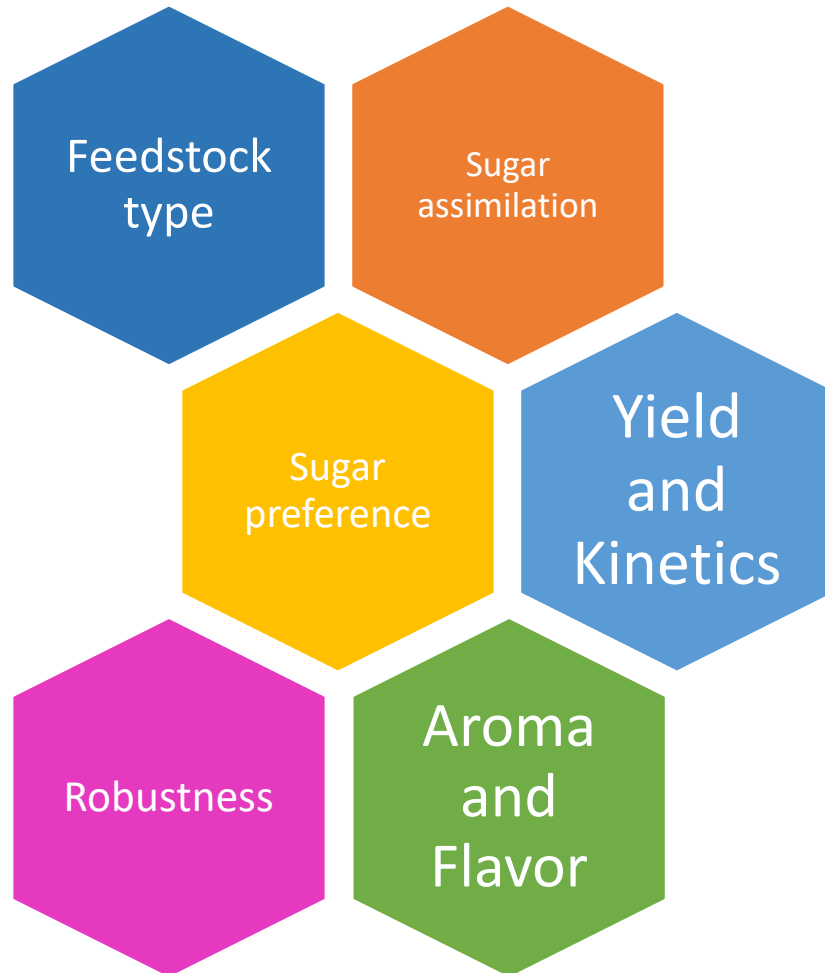 Feedstock
type
Sugar
assimilation
Sugar
preference
Yield
and
Kinetics
Robustness
Aroma
and
Flavor